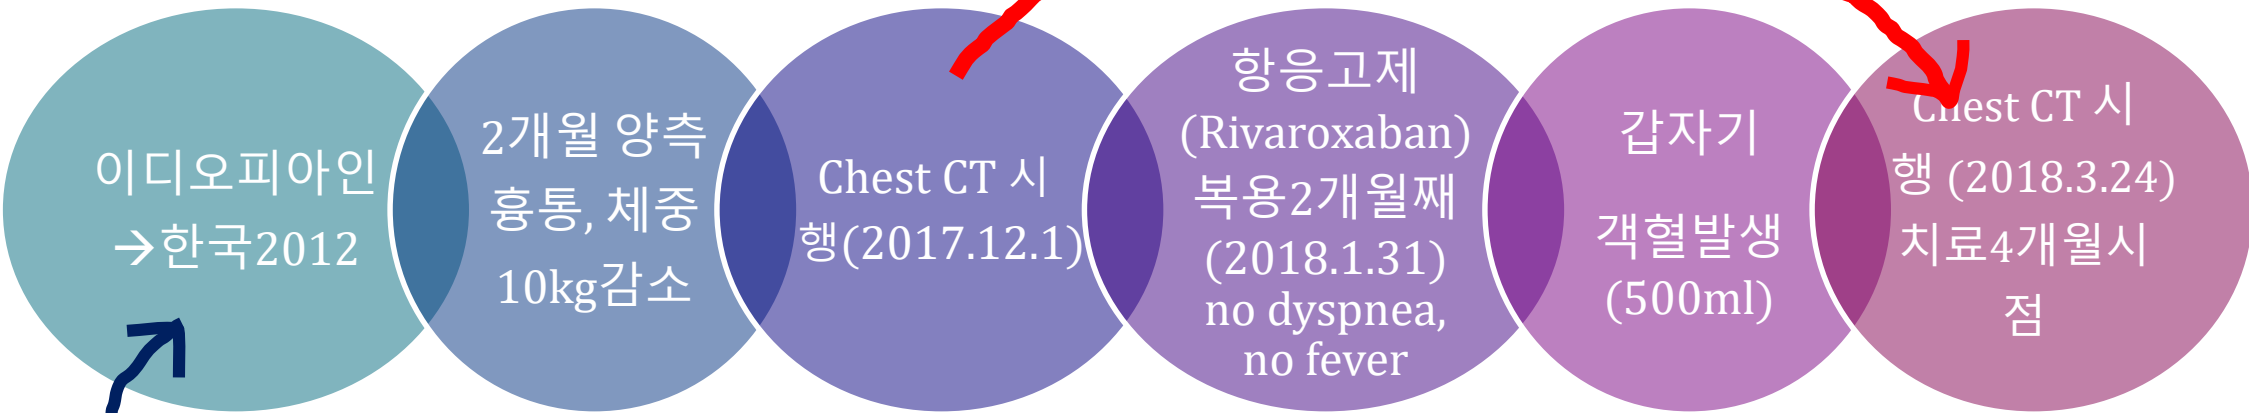 이디오피아인
→한국2012
2개월 양측
흉통, 체중
10kg감소
Chest CT 시
행(2017.12.1)
항응고제
(Rivaroxaban)
복용2개월째
(2018.1.31)
no dyspnea,
no fever
갑자기
객혈발생
(500ml)
Chest CT 시
행 (2018.3.24)
치료4개월시
점